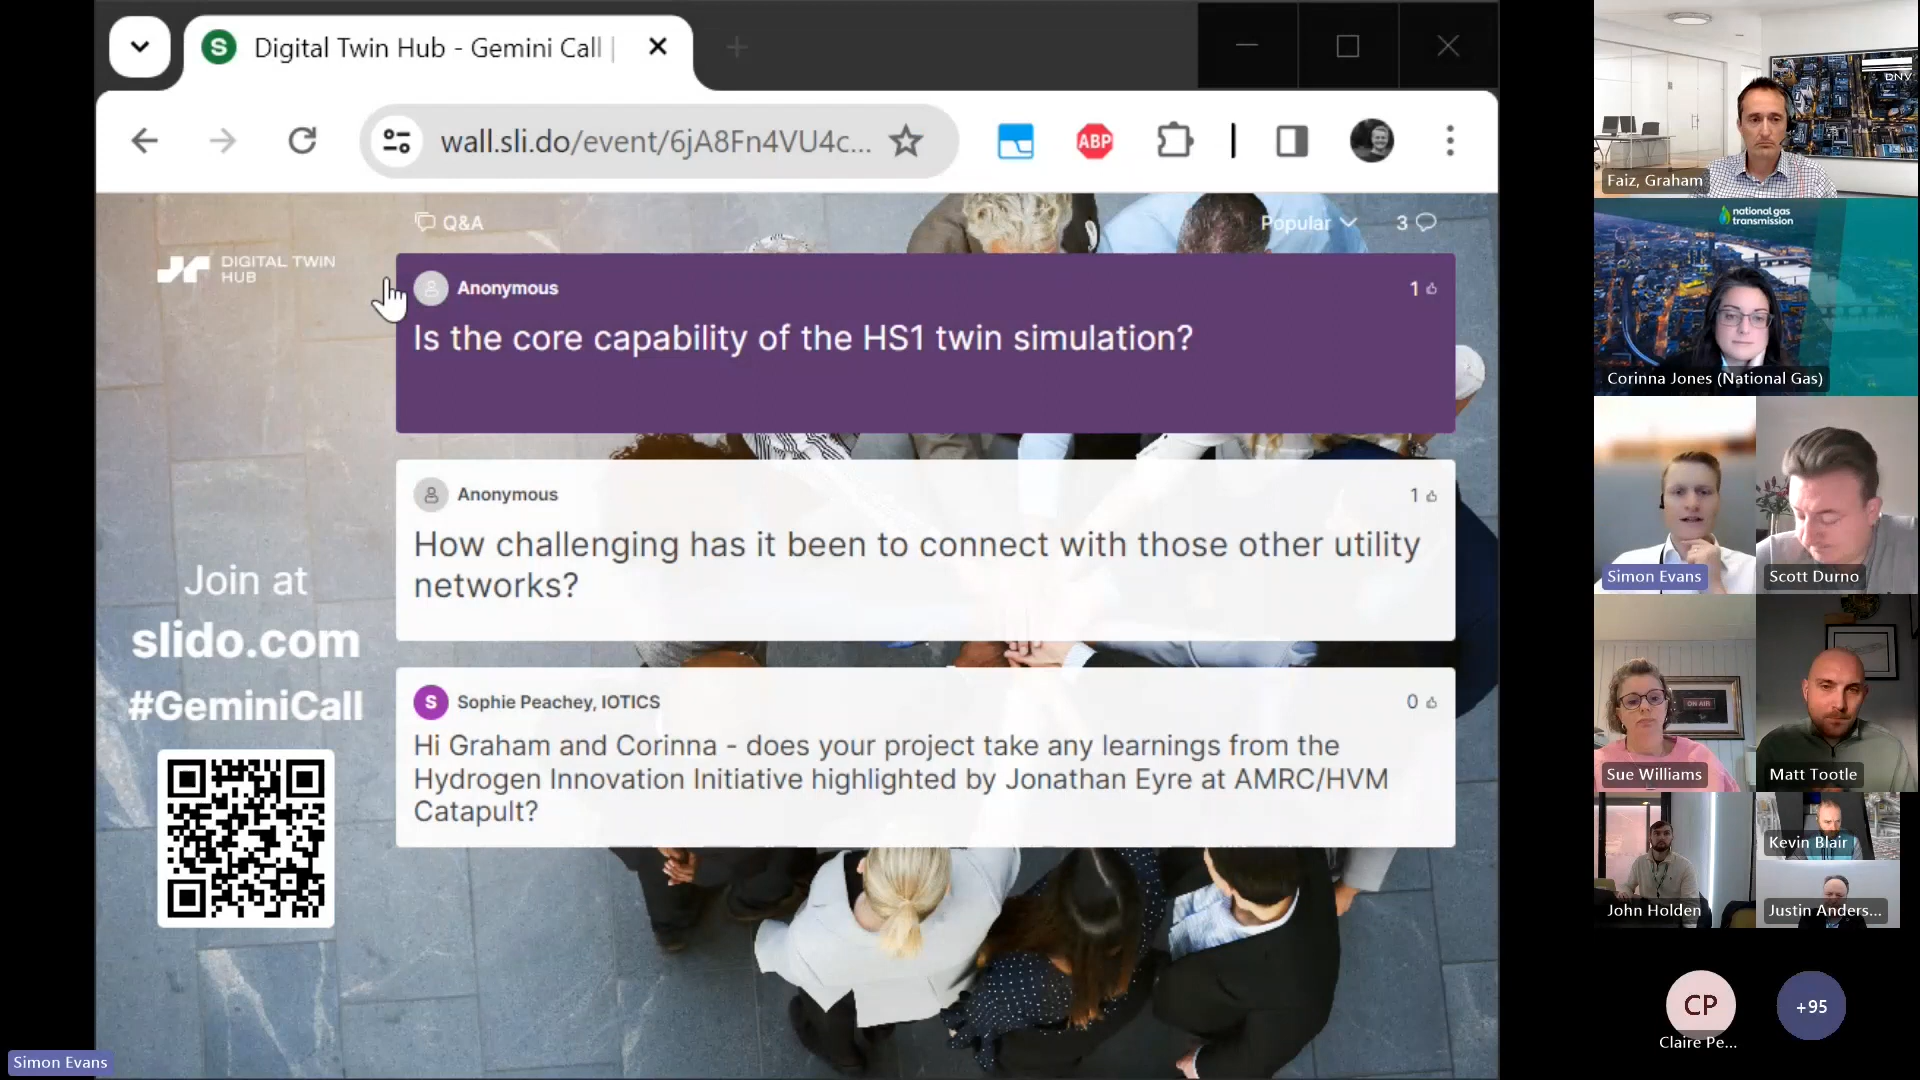 Digital Twin Hub - Gemini Call |
wall.sli.do/event/6jA8Fn4VU4c...
ABP
Q&A
Popular
3
DIGITAL TWIN
HUB
Anonymous
1
Is the core capability of the HS1 twin simulation?
Anonymous
1
How challenging has it been to connect with those other utility
networks?
S
Sophie Peachey, IOTICS
0
Hi Graham and Corinna - does your project take any learnings from the
Hydrogen Innovation Initiative highlighted by Jonathan Eyre at AMRC/HVM
Catapult?
Join at
slido.com
#GeminiCall
Simon Evans
DNV
Faiz, Graham
national gas
transmission
Corinna Jones (National Gas)
Simon Evans
Scott Durno
ON AIR
Sue Williams
Matt Tootle
John Holden
Kevin Blair
Justin Anders...
CP
Claire Pe...
+95